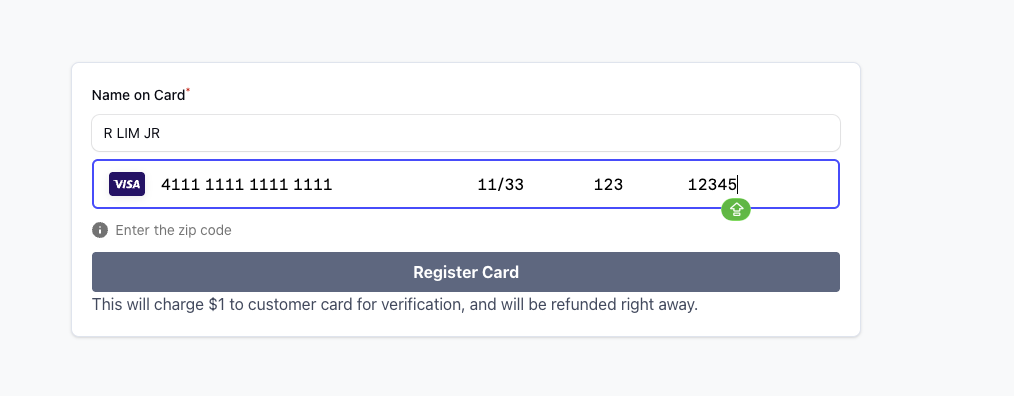 Name on Card*
R LIM JR
VISA 4111 1111 1111 1111 11/33 123 12345
Enter the zip code
Register Card
This will charge $1 to customer card for verification, and will be refunded right away.